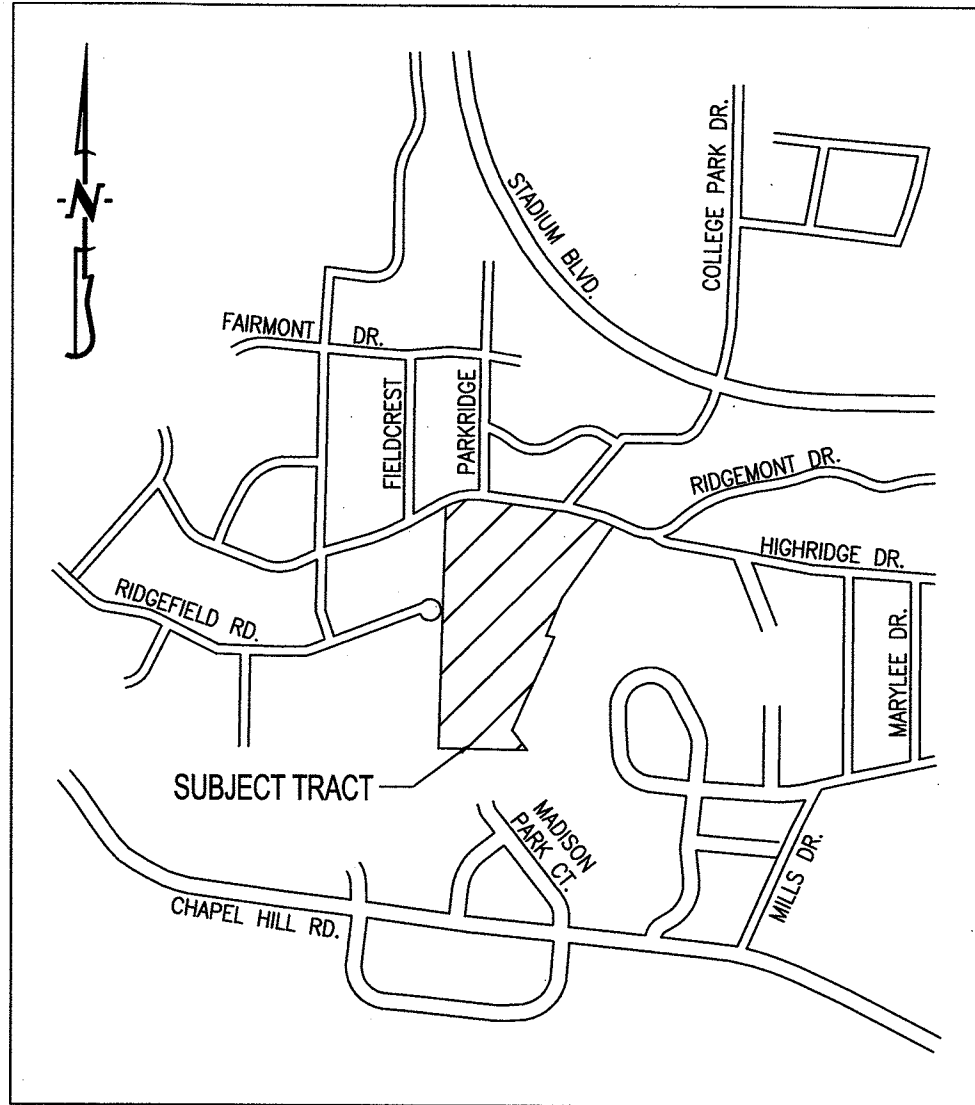 N
STADIUM BLVD.
COLLEGE PARK DR.
FAIRMONT DR.
FIELDCREST
PARKRIDGE
RIDGEMONT DR.
HIGHRIDGE DR.
RIDGEFIELD RD.
MARYLEE DR.
SUBJECT TRACT
MADISON
PARK CT.
MILLS DR.
CHAPEL HILL RD.